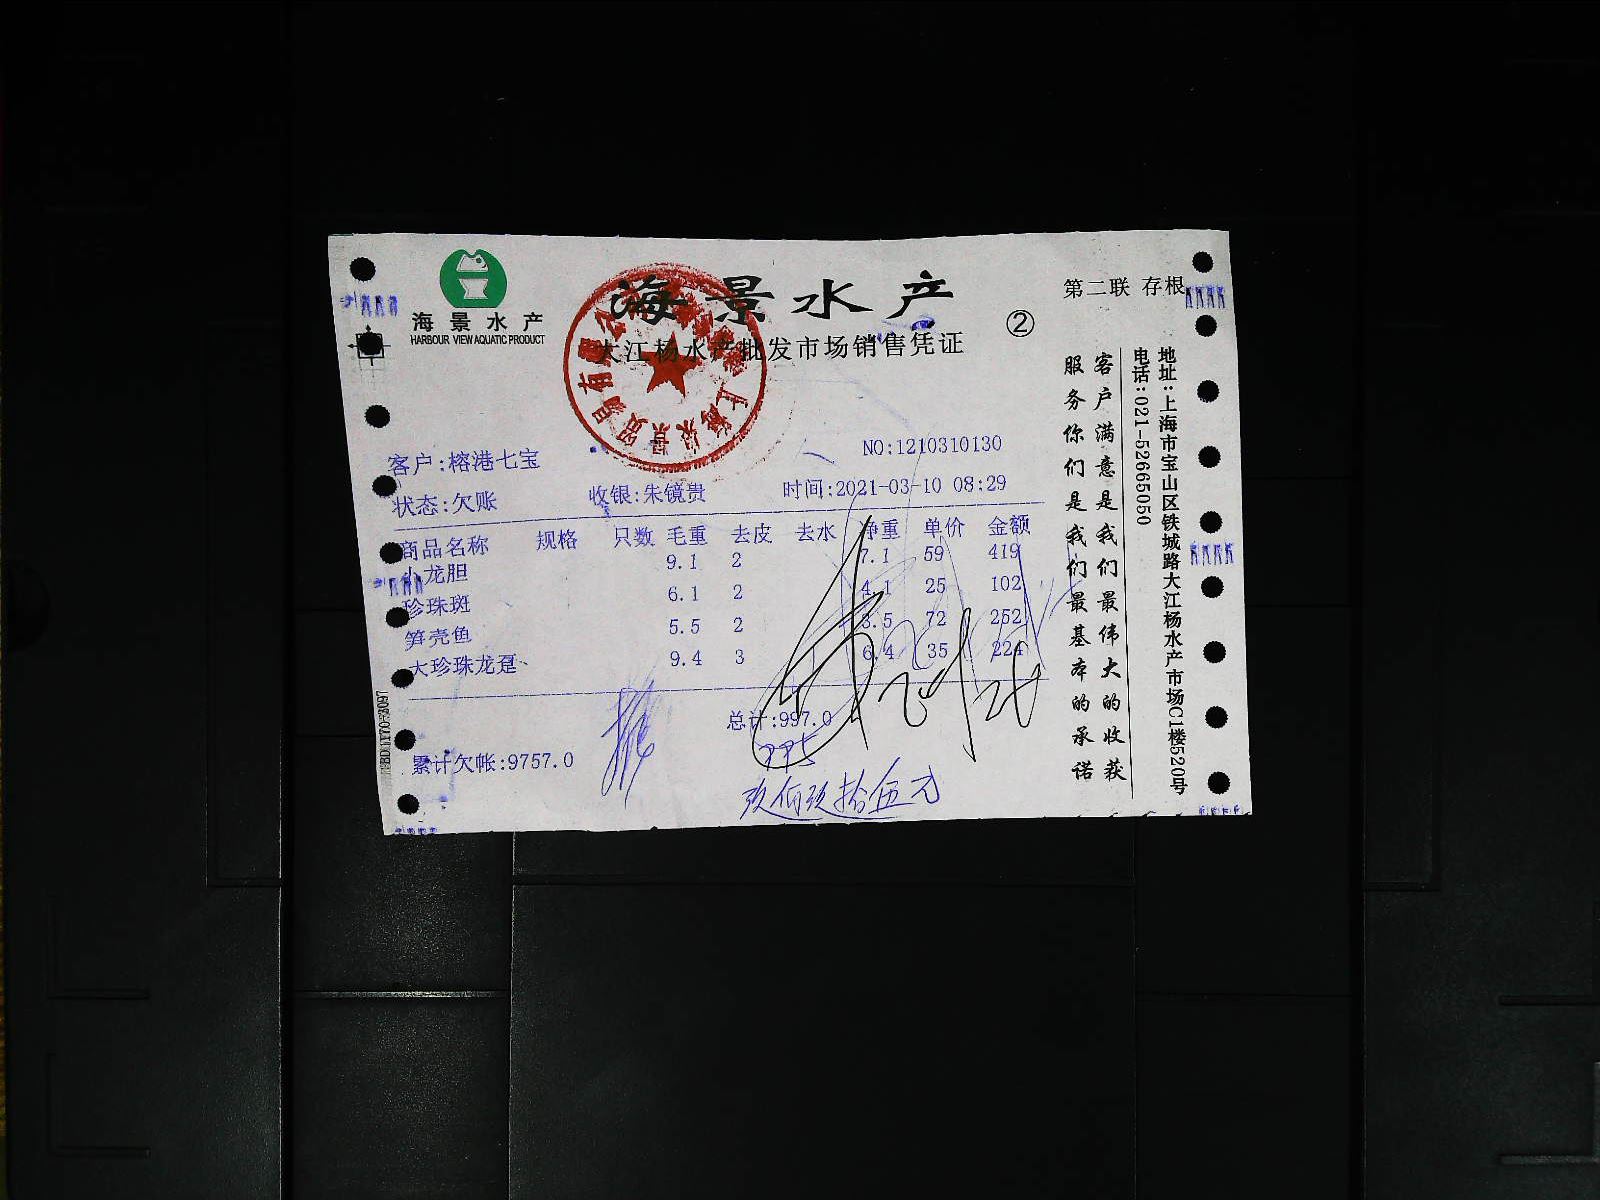 海景水产
HARBOUR VIEW AQUATIC PRODUCT
海景水产
大江杨水产批发市场销售凭证
②
第二联 存根
客户:榕港七宝
NO:1210310130
状态:欠账 收银:朱镜贵 时间:2021-03-10 08:29
商品名称 规格 只数 毛重 去皮 去水 净重 单价 金额
小龙胆 9.1 2 7.1 59 419
珍珠斑 6.1 2 4.1 25 102
笋壳鱼 5.5 2 3.5 72 252
大珍珠龙趸 9.4 3 6.4 35 224
总计:997.0
995
累计欠帐:9757.0
玖佰玖拾伍元
客户满意是我们最伟大的收获
服务你们是我们最基本的承诺
地址:上海市宝山区铁城路大江杨水产市场C1楼5520号
电话:021-52665050